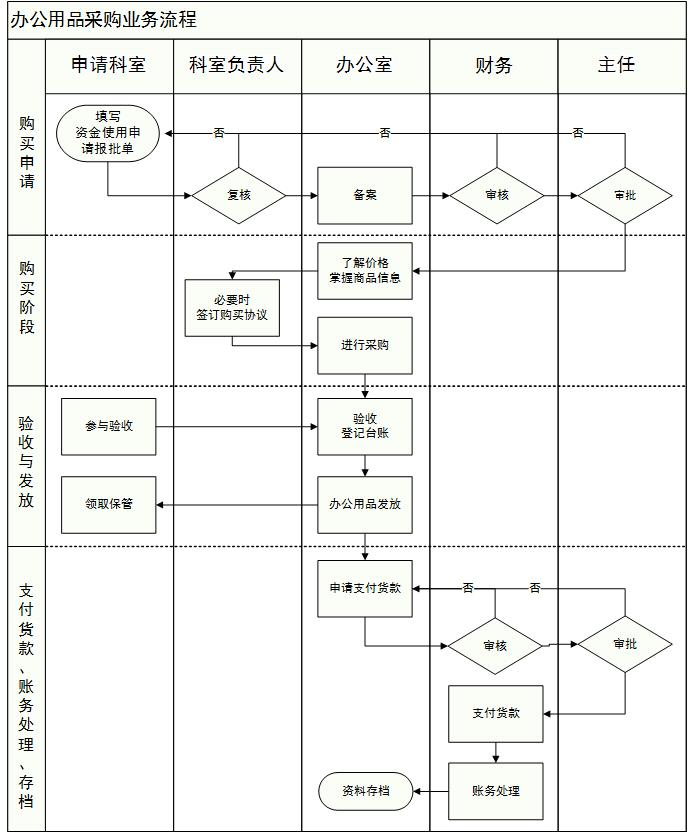 办公用品采购业务流程
申请科室
科室负责人
办公室
财务
主任
购买申请
填写
资金使用申
请报批单
否
否
否
复核
备案
审核
审批
购买阶段
了解价格
掌握商品信息
必要时
签订购买协议
进行采购
验收与发放
参与验收
验收
登记台账
领取保管
办公用品发放
支付货款、账务处理、存档
申请支付货款
否
否
审核
审批
支付货款
资料存档
账务处理